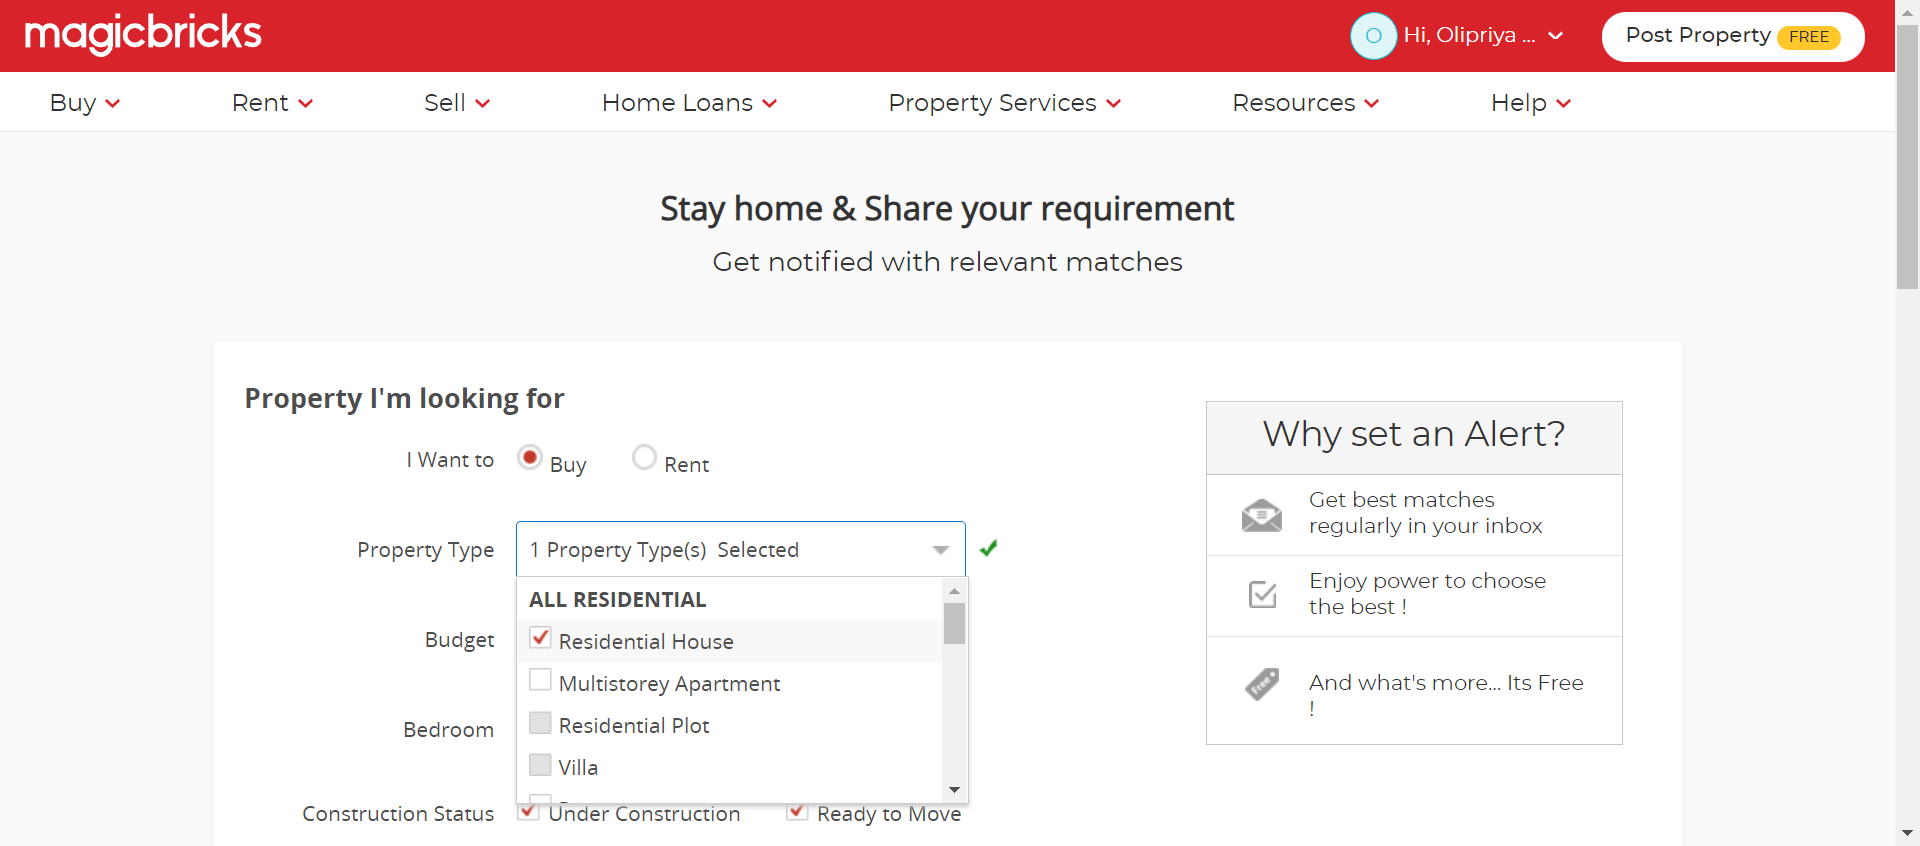 magicbricks
O Hi, Olipriya ... Post Property FREE
Buy Rent Sell Home Loans Property Services Resources Help
Stay home & Share your requirement
Get notified with relevant matches
Property I'm looking for
I Want to Buy Rent
Property Type 1 Property Type(s) Selected
ALL RESIDENTIAL
Budget
Residential House
Multistorey Apartment
Bedroom
Residential Plot
Villa
Construction Status Under Construction Ready to Move
Why set an Alert?
Get best matches
regularly in your inbox
Enjoy power to choose
the best !
Free
And what's more... Its Free
!